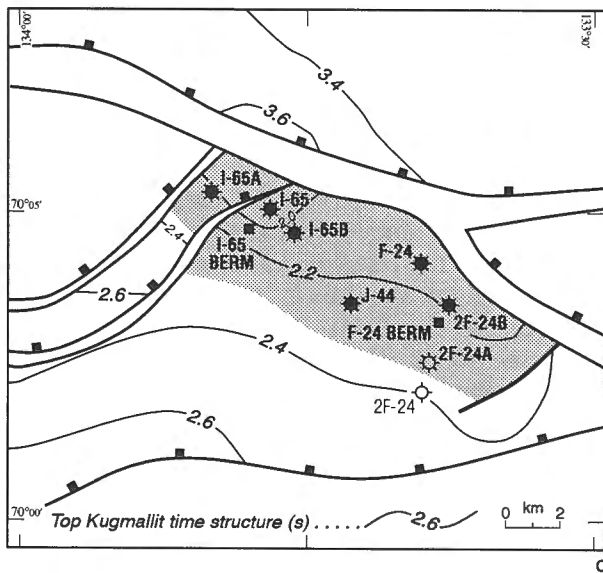 134°00'
133°30'
3.4
3.6
I-65A
I-65
70°05'
2.0
I-65B
2.4
I-65
BERM
F-24
2.2
2.6
J-44
2F-24B
F-24 BERM
2F-24A
2.4
2F-24
2.6
70°00'
Top Kugmallit time structure (s) ..... 2.6
0 km 2